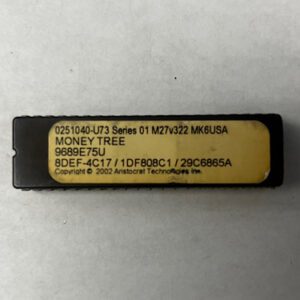 0251040-U73 Series 01 M27v322 MK6USA
MONEY TREE
9689E75U
8DEF-4C17 / 1DF808C1 / 29C6865A
Copyright © 2002 Aristocrat Technologies Inc.